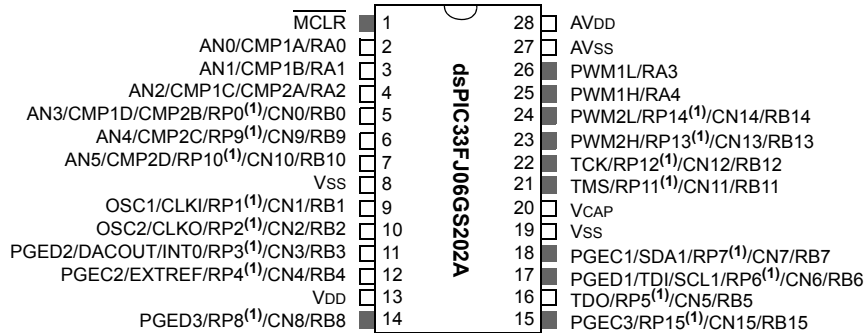 MCLR 1 28 AVDD
AN0/CMP1A/RA0 2 27 AVSS
AN1/CMP1B/RA1 3 26 PWM1L/RA3
AN2/CMP1C/CMP2A/RA2 4 25 PWM1H/RA4
AN3/CMP1D/CMP2B/RP0(1)/CN0/RB0 5 24 PWM2L/RP14(1)/CN14/RB14
AN4/CMP2C/RP9(1)/CN9/RB9 6 23 PWM2H/RP13(1)/CN13/RB13
AN5/CMP2D/RP10(1)/CN10/RB10 7 22 TCK/RP12(1)/CN12/RB12
VSS 8 21 TMS/RP11(1)/CN11/RB11
OSC1/CLKI/RP1(1)/CN1/RB1 9 20 VCAP
OSC2/CLKO/RP2(1)/CN2/RB2 10 19 VSS
PGED2/DACOUT/INT0/RP3(1)/CN3/RB3 11 18 PGEC1/SDA1/RP7(1)/CN7/RB7
PGEC2/EXTREF/RP4(1)/CN4/RB4 12 17 PGED1/TDI/SCL1/RP6(1)/CN6/RB6
VDD 13 16 TDO/RP5(1)/CN5/RB5
PGED3/RP8(1)/CN8/RB8 14 15 PGEC3/RP15(1)/CN15/RB15
dsPIC33FJ06GS202A